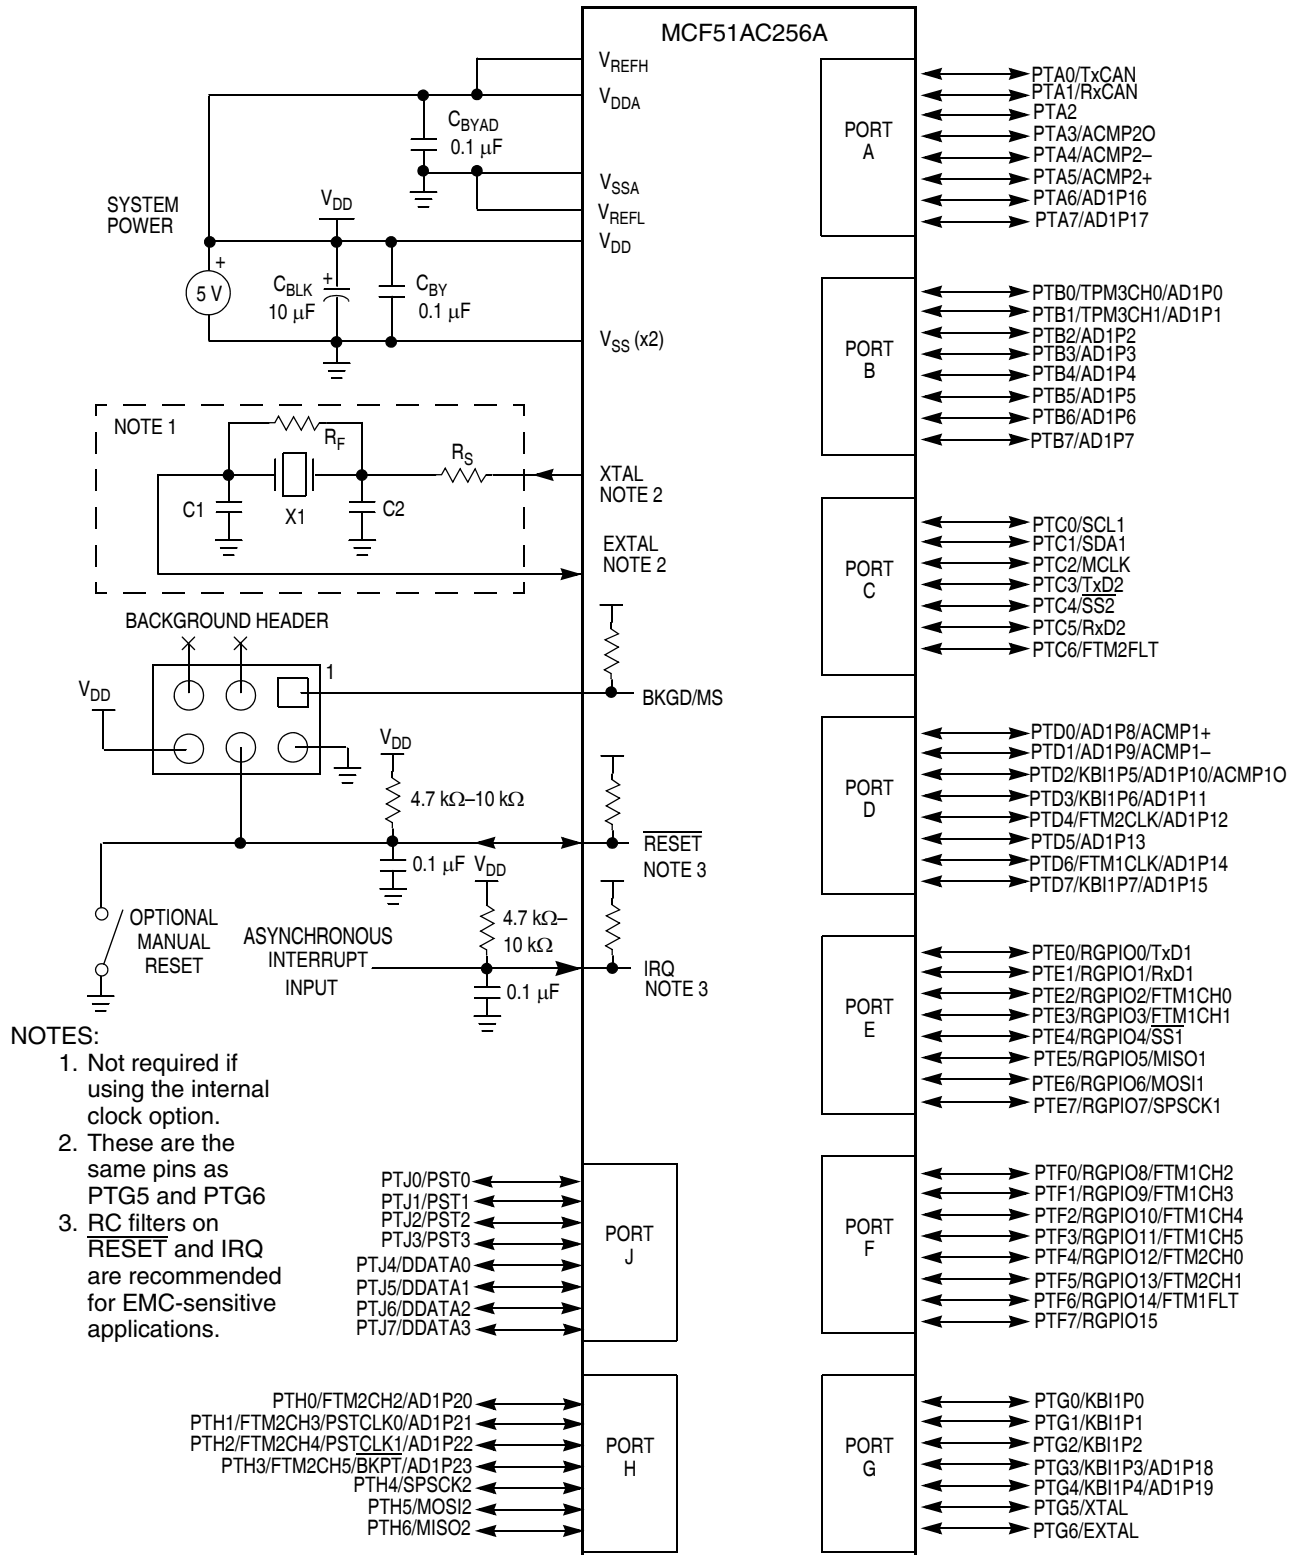 MCF51AC256A
VREFH
VDDA
CBYAD
0.1 μF
VSSA
VREFL
SYSTEM
POWER
VDD
VDD
+
5 V
CBLK
+
10 μF
CBY
0.1 μF
VSS (x2)
NOTE 1
RF
RS
C1
X1
C2
XTAL
NOTE 2
EXTAL
NOTE 2
BACKGROUND HEADER
1
VDD
BKGD/MS
VDD
4.7 kΩ–10 kΩ
RESET
NOTE 3
0.1 μF
VDD
4.7 kΩ–
10 kΩ
OPTIONAL
MANUAL
RESET
ASYNCHRONOUS
INTERRUPT
INPUT
IRQ
NOTE 3
0.1 μF
NOTES:
1. Not required if
using the internal
clock option.
2. These are the
same pins as
PTG5 and PTG6
3. RC filters on
RESET and IRQ
are recommended
for EMC-sensitive
applications.
PORT
A
PTA0/TxCAN
PTA1/RxCAN
PTA2
PTA3/ACMP2O
PTA4/ACMP2–
PTA5/ACMP2+
PTA6/AD1P16
PTA7/AD1P17
PORT
B
PTB0/TPM3CH0/AD1P0
PTB1/TPM3CH1/AD1P1
PTB2/AD1P2
PTB3/AD1P3
PTB4/AD1P4
PTB5/AD1P5
PTB6/AD1P6
PTB7/AD1P7
PORT
C
PTC0/SCL1
PTC1/SDA1
PTC2/MCLK
PTC3/TxD2
PTC4/SS2
PTC5/RxD2
PTC6/FTM2FLT
PORT
D
PTD0/AD1P8/ACMP1+
PTD1/AD1P9/ACMP1–
PTD2/KBI1P5/AD1P10/ACMP1O
PTD3/KBI1P6/AD1P11
PTD4/FTM2CLK/AD1P12
PTD5/AD1P13
PTD6/FTM1CLK/AD1P14
PTD7/KBI1P7/AD1P15
PORT
E
PTE0/RGPIO0/TxD1
PTE1/RGPIO1/RxD1
PTE2/RGPIO2/FTM1CH0
PTE3/RGPIO3/FTM1CH1
PTE4/RGPIO4/SS1
PTE5/RGPIO5/MISO1
PTE6/RGPIO6/MOSI1
PTE7/RGPIO7/SPSCK1
PTJ0/PST0
PTJ1/PST1
PTJ2/PST2
PTJ3/PST3
PTJ4/DDATA0
PTJ5/DDATA1
PTJ6/DDATA2
PTJ7/DDATA3
PORT
J
PORT
F
PTF0/RGPIO8/FTM1CH2
PTF1/RGPIO9/FTM1CH3
PTF2/RGPIO10/FTM1CH4
PTF3/RGPIO11/FTM1CH5
PTF4/RGPIO12/FTM2CH0
PTF5/RGPIO13/FTM2CH1
PTF6/RGPIO14/FTM1FLT
PTF7/RGPIO15
PTH0/FTM2CH2/AD1P20
PTH1/FTM2CH3/PSTCLK0/AD1P21
PTH2/FTM2CH4/PSTCLK1/AD1P22
PTH3/FTM2CH5/BKPT/AD1P23
PTH4/SPSCK2
PTH5/MOSI2
PTH6/MISO2
PORT
H
PORT
G
PTG0/KBI1P0
PTG1/KBI1P1
PTG2/KBI1P2
PTG3/KBI1P3/AD1P18
PTG4/KBI1P4/AD1P19
PTG5/XTAL
PTG6/EXTAL